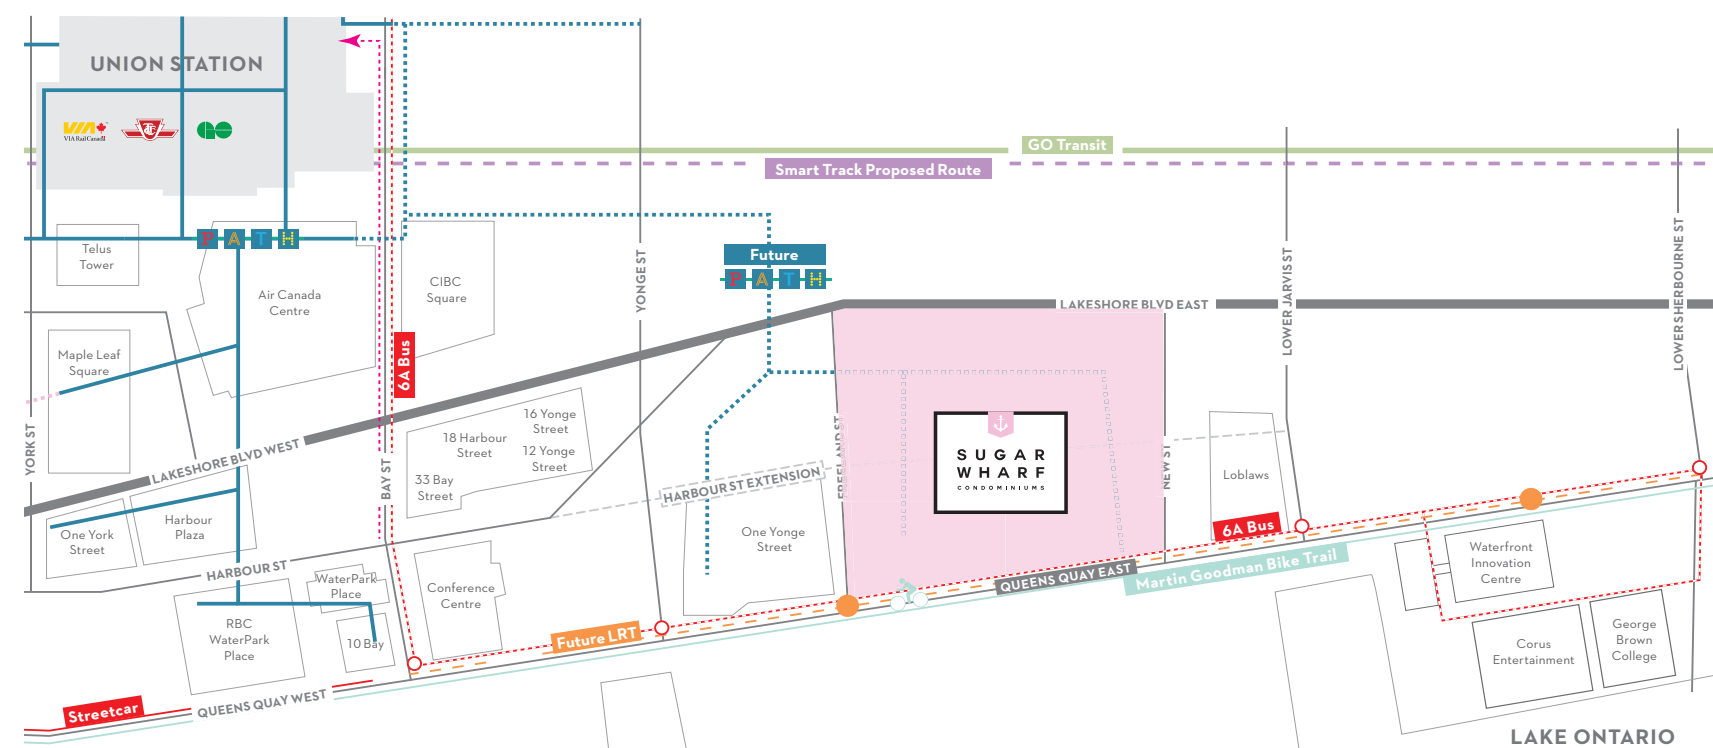 UNION STATION
VIA
VIA Rail Canada
TTC
GO
GO Transit
Smart Track Proposed Route
Telus
Tower
P A T H
Air Canada
Centre
CIBC
Square
YONGE ST
Future
P A T H
LAKESHORE BLVD EAST
LOWER JARVIS ST
LOWER SHERBOURNE ST
Maple Leaf
Square
6A Bus
YORK ST
LAKESHORE BLVD WEST
BAY ST
16 Yonge
Street
18 Harbour
Street
12 Yonge
Street
33 Bay
Street
HARBOUR ST EXTENSION
FREELAND ST
SUGAR
WHARF
CONDOMINIUMS
NEW ST
Loblaws
One York
Street
Harbour
Plaza
HARBOUR ST
One Yonge
Street
6A Bus
Martin Goodman Bike Trail
QUEENS QUAY EAST
Waterfront
Innovation
Centre
WaterPark
Place
Conference
Centre
RBC
WaterPark
Place
10 Bay
Future LRT
Corus
Entertainment
George
Brown
College
Streetcar
QUEENS QUAY WEST
LAKE ONTARIO